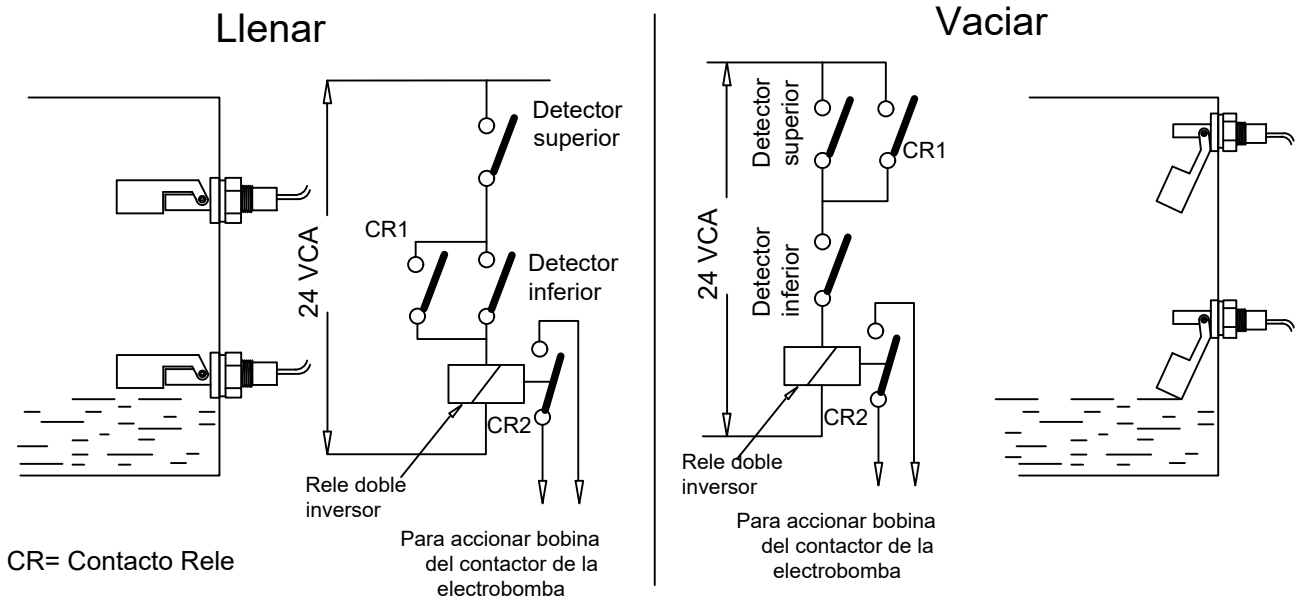 Llenar
Detector
superior
24 VCA
CR1
Detector
inferior
CR2
Rele doble
inversor
Para accionar bobina
del contactor de la
electrobomba
CR= Contacto Rele
Vaciar
Detector
superior
CR1
24 VCA
Detector
inferior
CR2
Rele doble
inversor
Para accionar bobina
del contactor de la
electrobomba